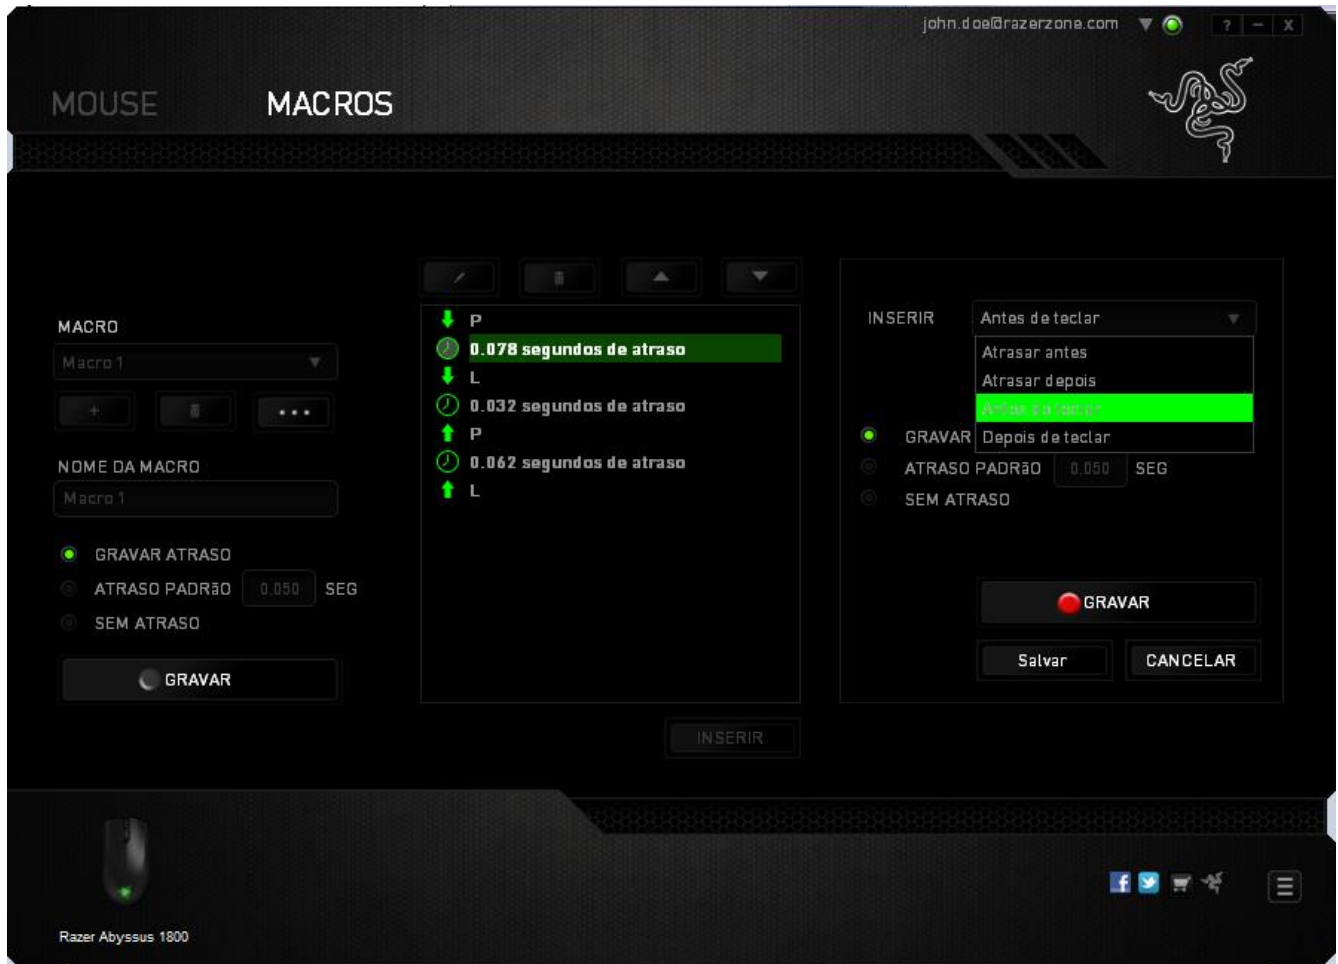 john.doe@razerzone.com
? – X
MOUSE
MACROS
MACRO
Macro 1
+
...
NOME DA MACRO
Macro 1
GRAVAR ATRASO
ATRASO PADRãO 0.050 SEG
SEM ATRASO
GRAVAR
P
0.078 segundos de atraso
L
0.032 segundos de atraso
P
0.062 segundos de atraso
L
INSERIR
INSERIR Antes de teclar
Atrasar antes
Atrasar depois
Antes de teclar
Depois de teclar
GRAVAR
ATRASO PADRãO 0.050 SEG
SEM ATRASO
GRAVAR
Salvar CANCELAR
Razer Abyssus 1800